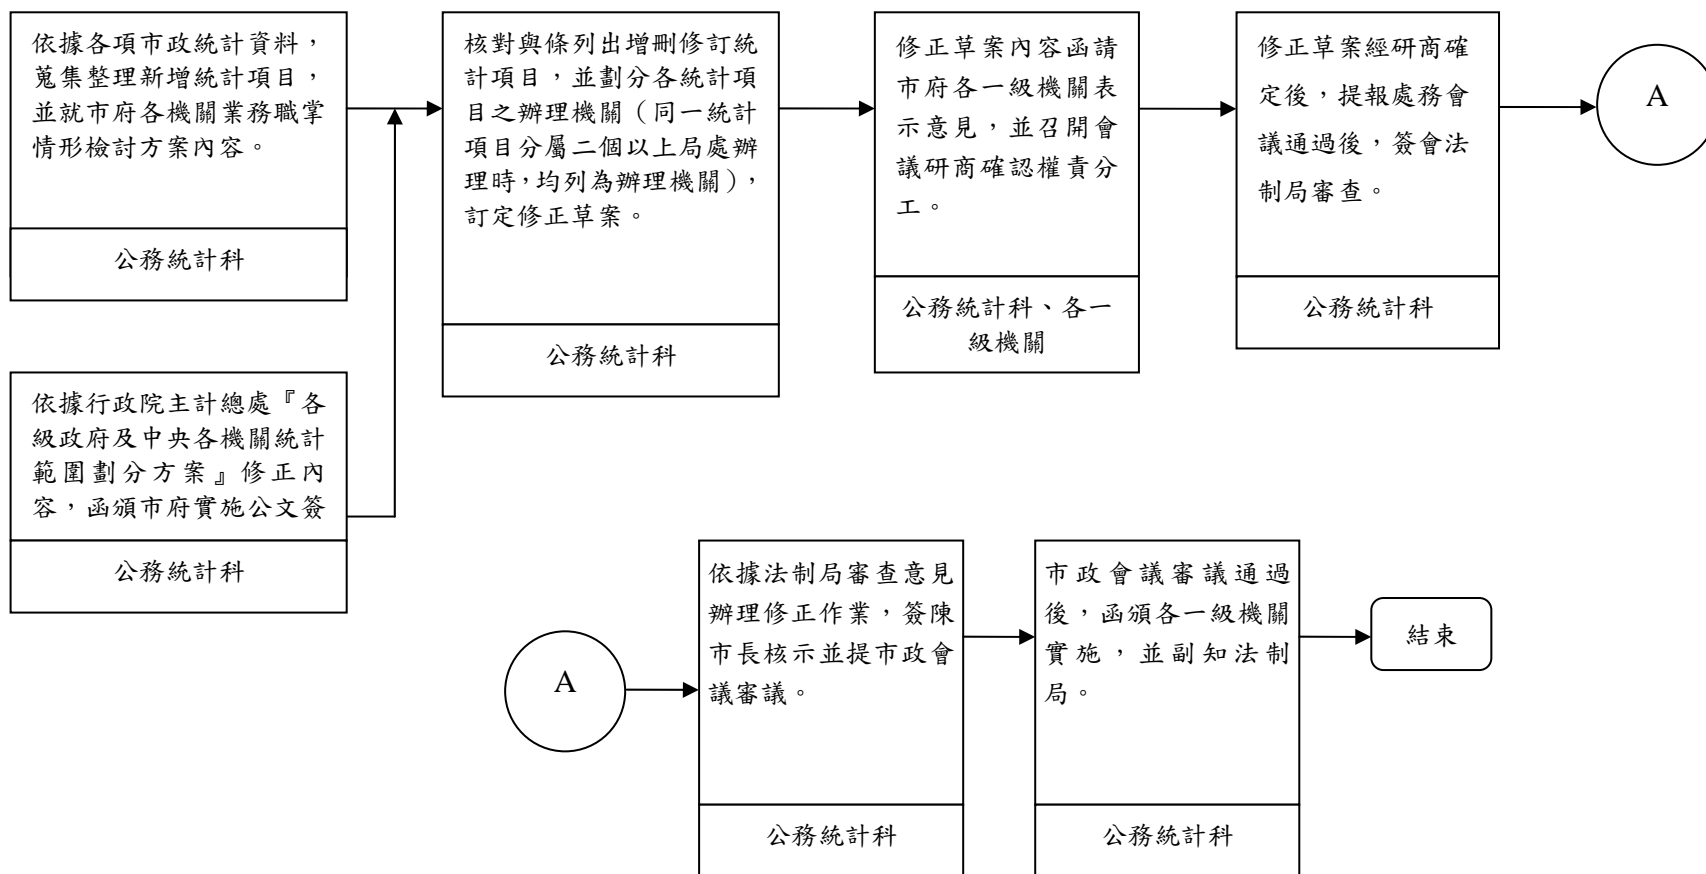 依據各項市政統計資料，
蒐集整理新增統計項目，
並就市府各機關業務職掌
情形檢討方案內容。
公務統計科
依據行政院主計總處『各
級政府及中央各機關統計
範圍劃分方案』修正內
容，函頒市府實施公文簽
公務統計科
核對與條列出增刪修訂統
計項目，並劃分各統計項
目之辦理機關（同一統計
項目分屬二個以上局處辦
理時，均列為辦理機關），
訂定修正草案。
公務統計科
修正草案內容函請
市府各一級機關表
示意見，並召開會
議研商確認權責分
工。
公務統計科、各一
級機關
修正草案經研商確
定後，提報處務會
議通過後，簽會法
制局審查。
公務統計科
A
A
依據法制局審查意見
辦理修正作業，簽陳
市長核示並提市政會
議審議。
公務統計科
市政會議審議通過
後，函頒各一級機關
實施，並副知法制
局。
公務統計科
結束